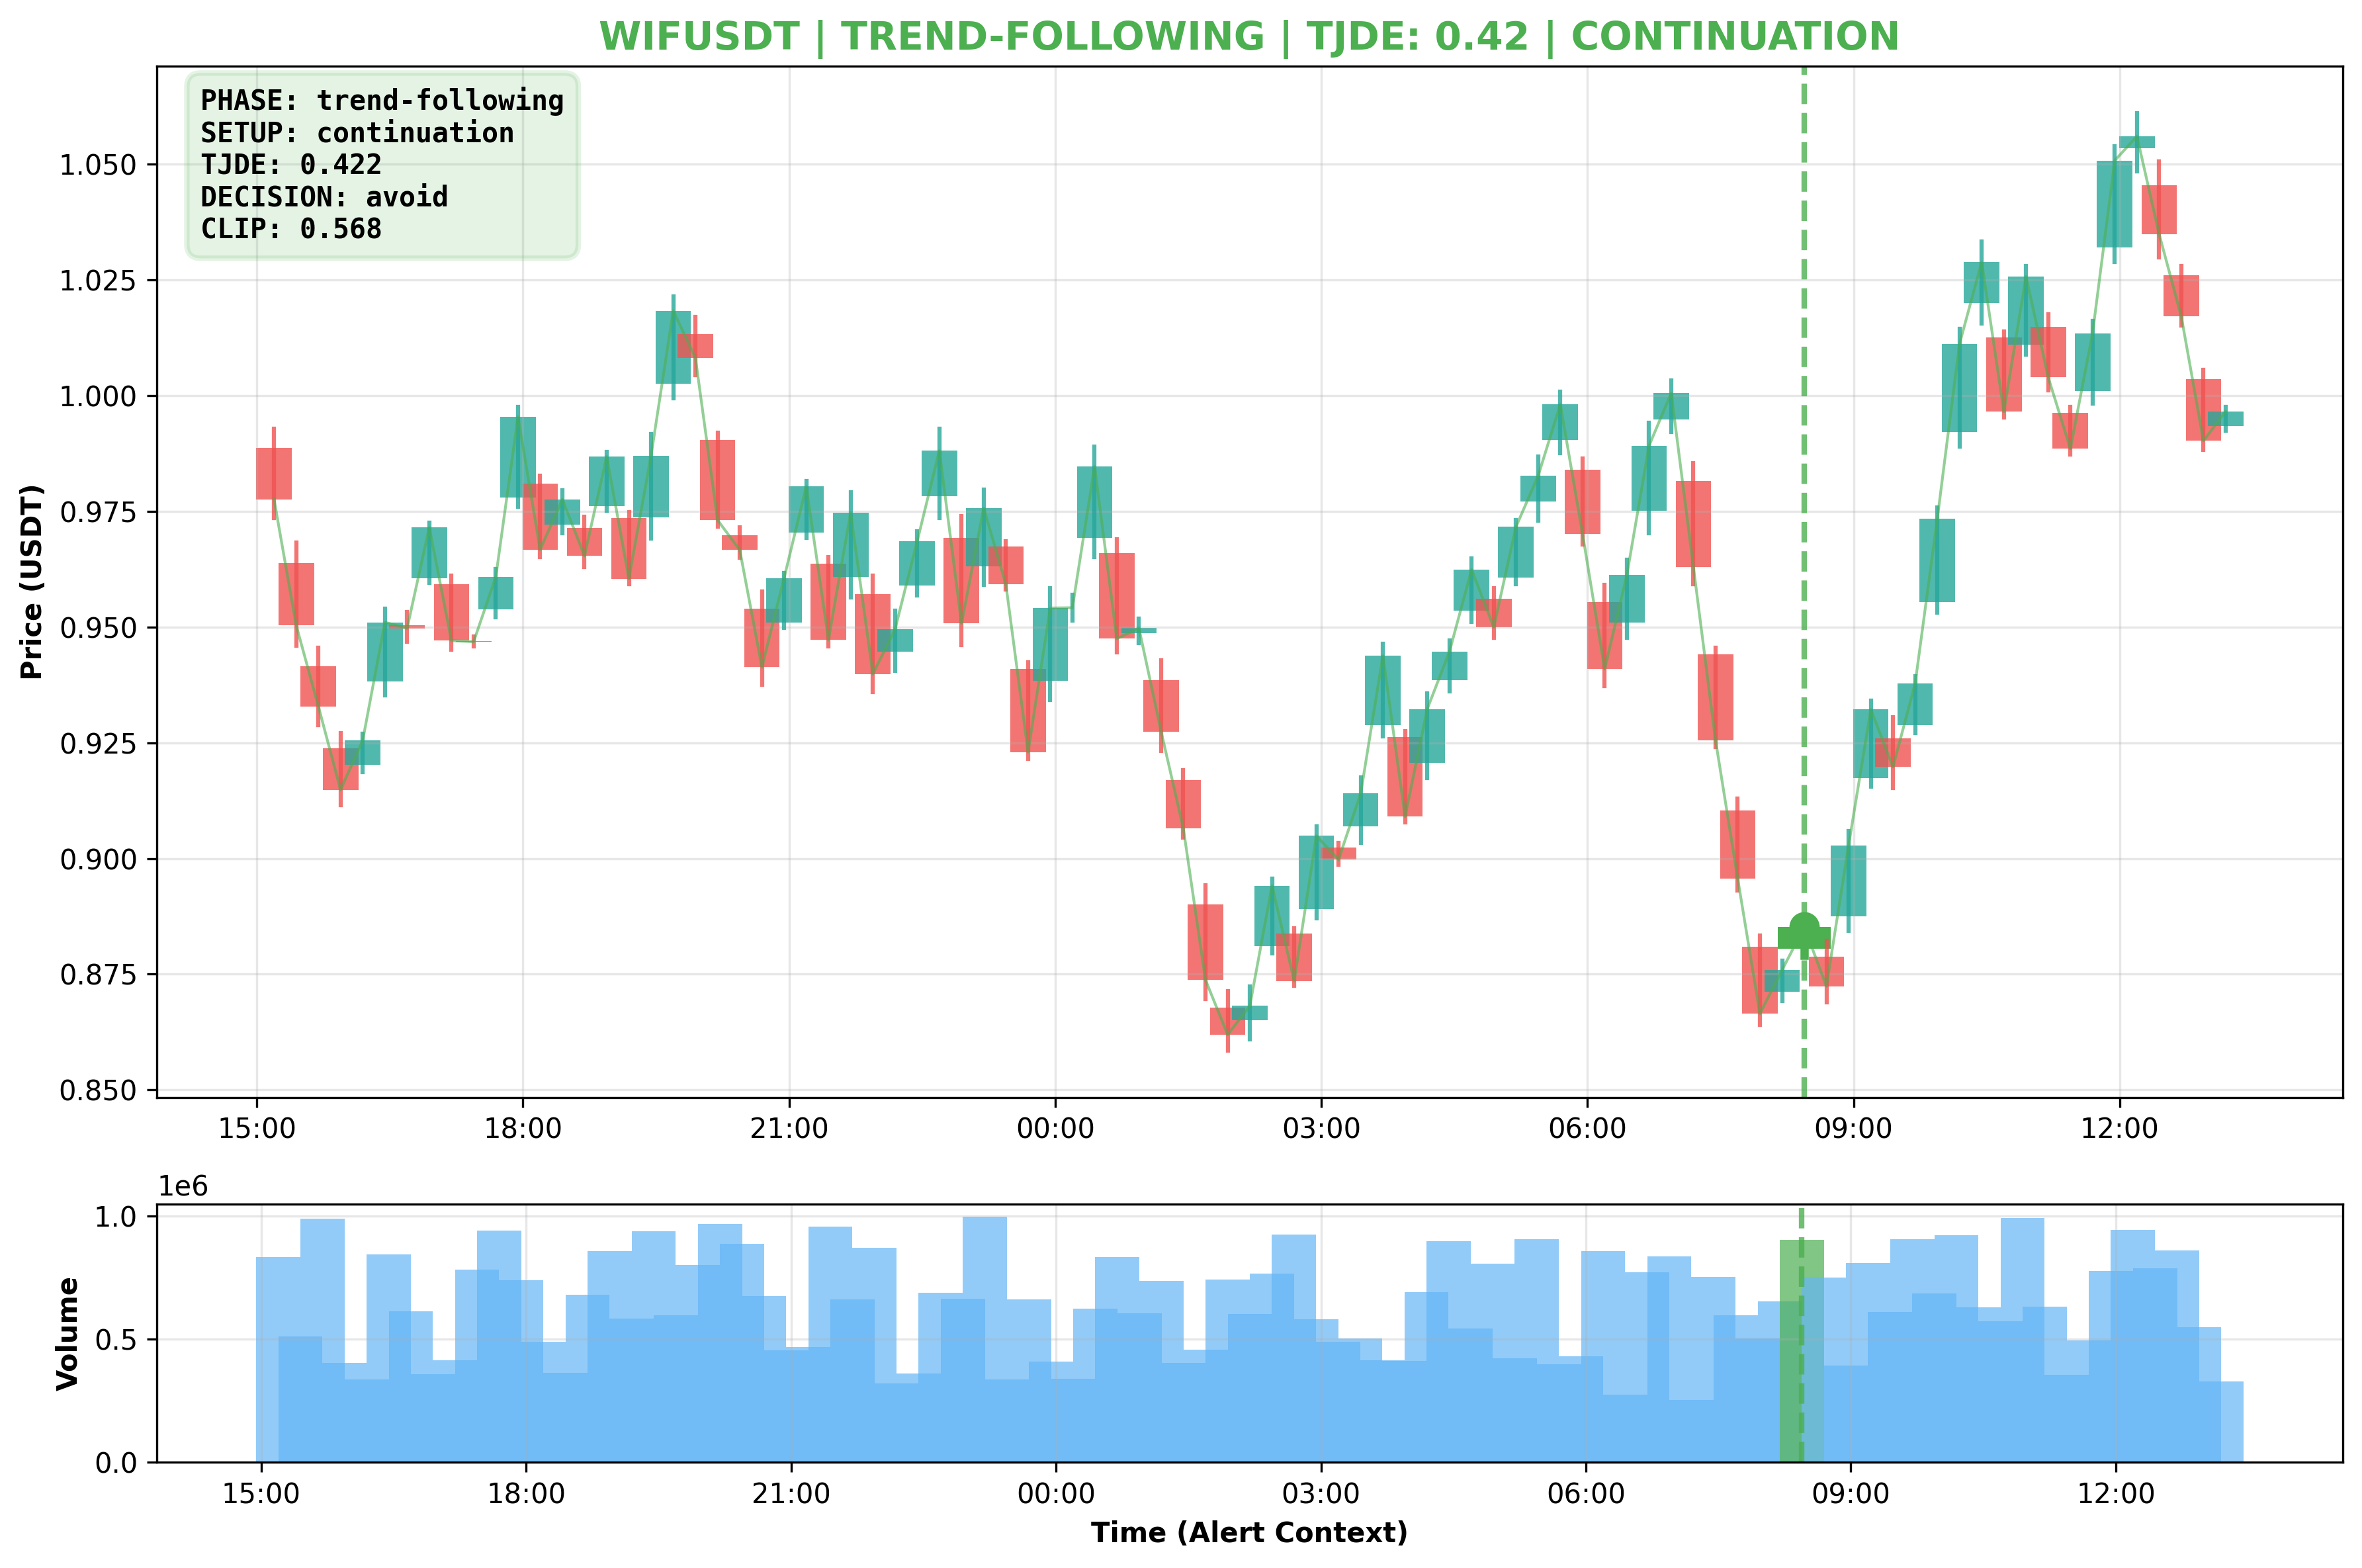 WIFUSDT | TREND-FOLLOWING | TJDE: 0.42 | CONTINUATION
PHASE: trend-following
SETUP: continuation
TJDE: 0.422
DECISION: avoid
CLIP: 0.568
Price (USDT)
1.050
1.025
1.000
0.975
0.950
0.925
0.900
0.875
0.850
15:00 18:00 21:00 00:00 03:00 06:00 09:00 12:00
1e6
Volume
1.0
0.5
0.0
15:00 18:00 21:00 00:00 03:00 06:00 09:00 12:00
Time (Alert Context)